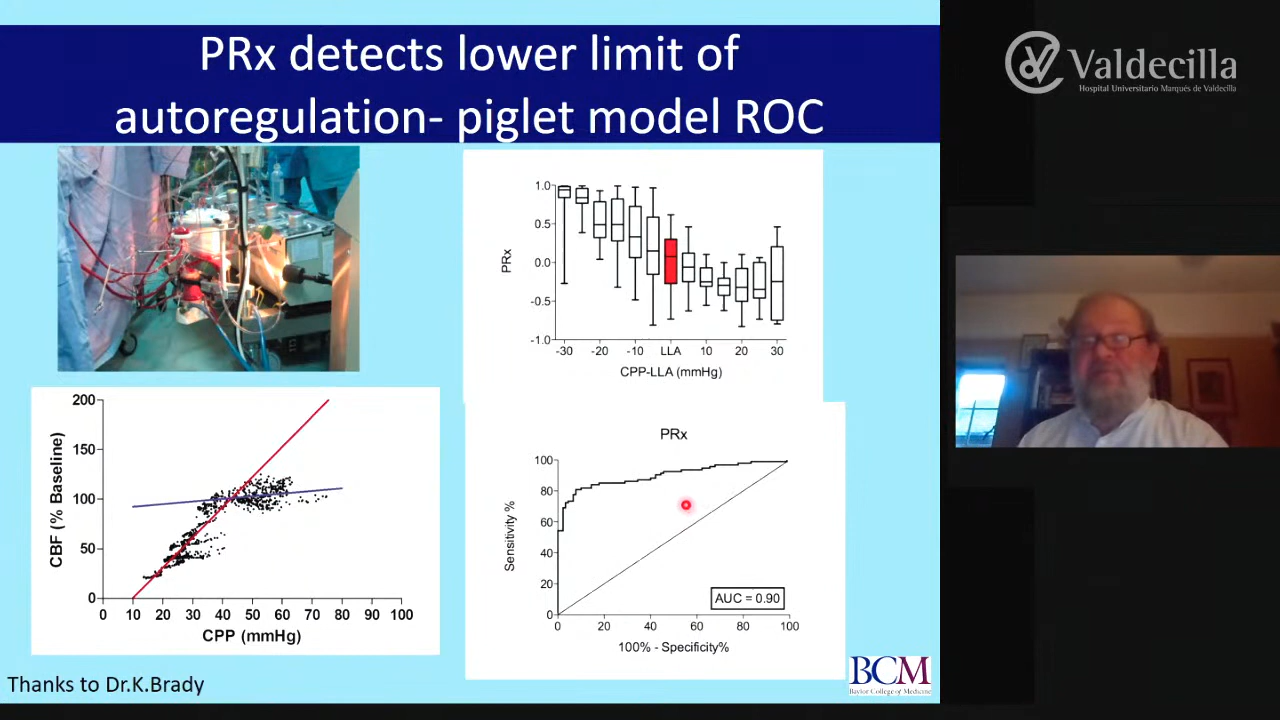 PRx detects lower limit of
autoregulation- piglet model ROC
Valdecilla
Hospital Universitario Marqués de Valdecilla
1.0
0.5
0.0
-0.5
-1.0
PRx
-30 -20 -10 LLA 10 20 30
CPP-LLA (mmHg)
200
150
100
50
0
CBF (% Baseline)
0 10 20 30 40 50 60 70 80 90 100
CPP (mmHg)
PRx
100
80
60
40
20
0
Sensitivity %
AUC = 0.90
0 20 40 60 80 100
100% - Specificity%
Thanks to Dr.K.Brady
BCM
Baylor College of Medicine